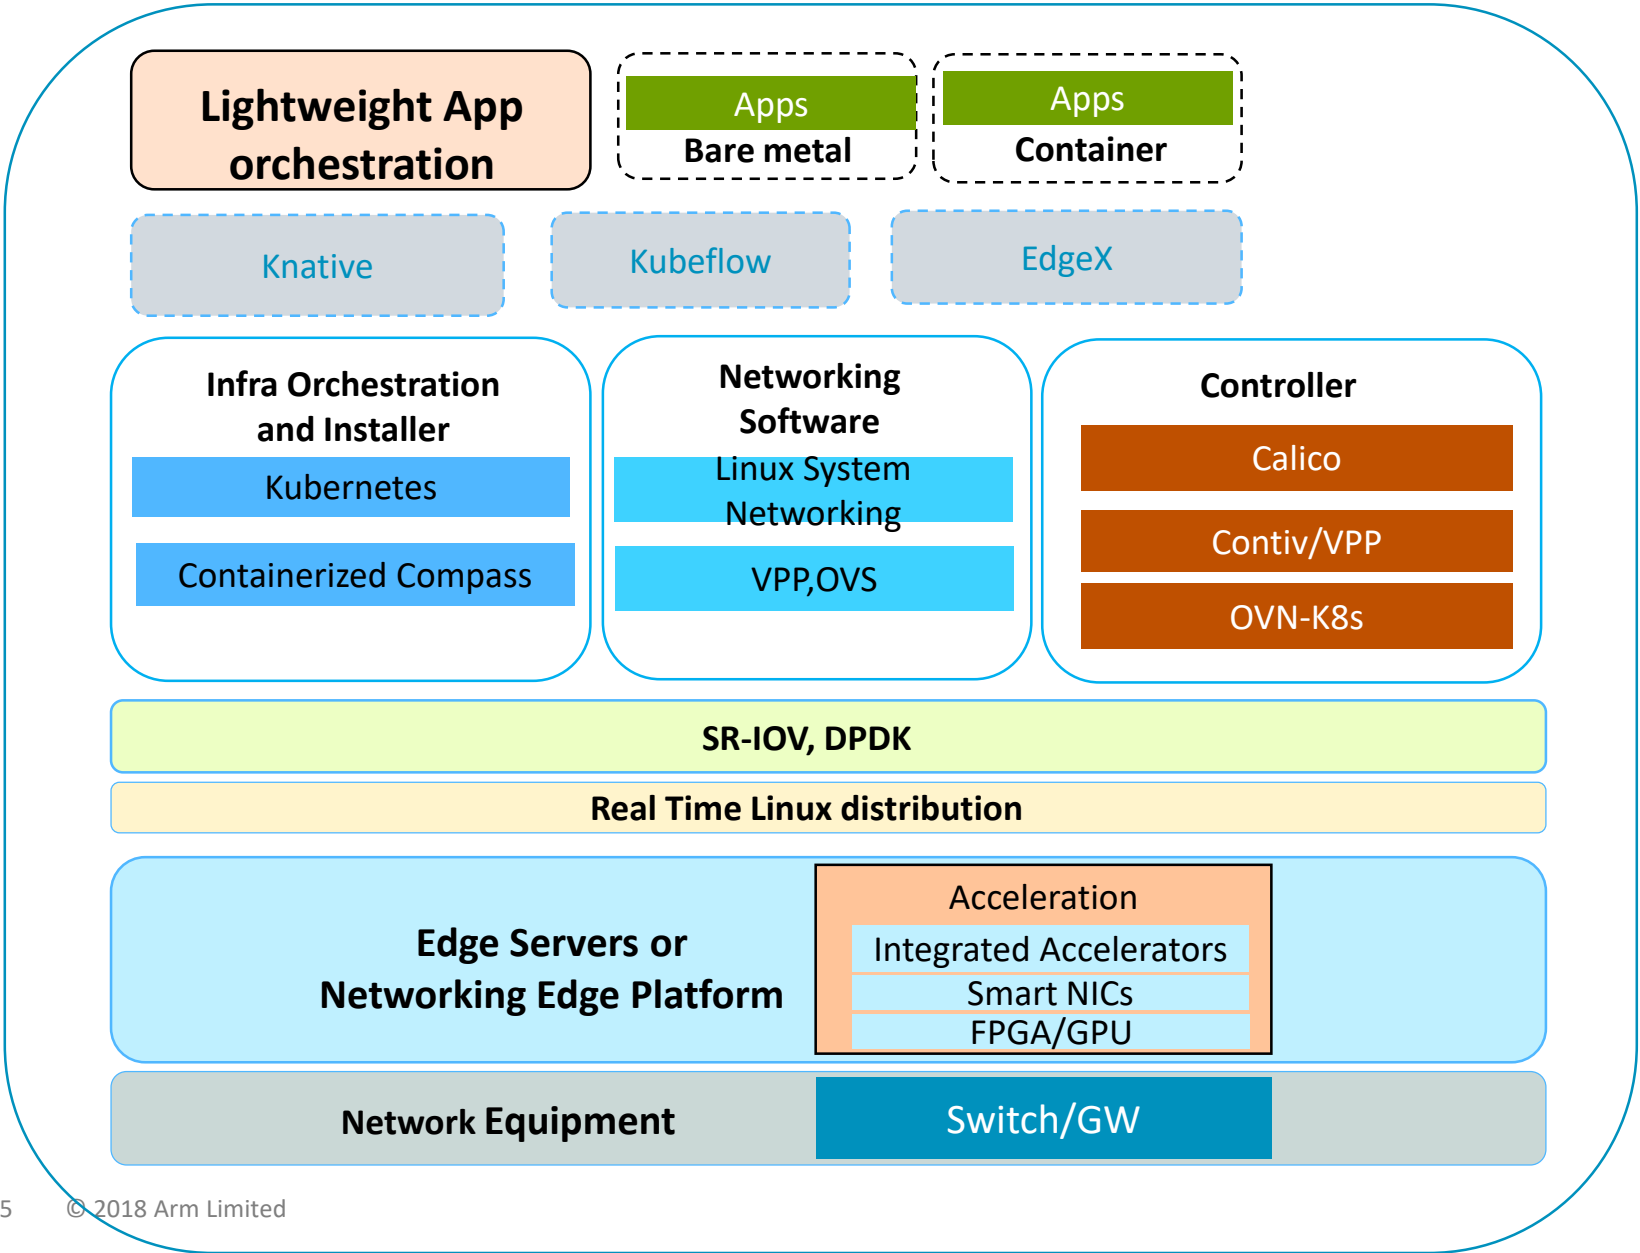 Lightweight App
orchestration
Apps
Bare metal
Apps
Container
Knative
Kubeflow
EdgeX
Infra Orchestration
and Installer
Kubernetes
Containerized Compass
Networking
Software
Linux System
Networking
VPP,OVS
Controller
Calico
Contiv/VPP
OVN-K8s
SR-IOV, DPDK
Real Time Linux distribution
Edge Servers or
Networking Edge Platform
Acceleration
Integrated Accelerators
Smart NICs
FPGA/GPU
Network Equipment
Switch/GW
5 © 2018 Arm Limited